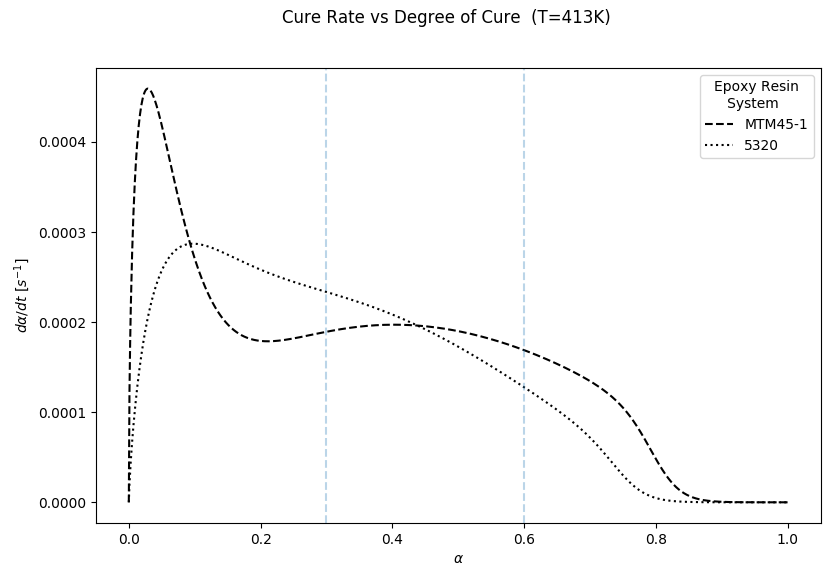 Cure Rate vs Degree of Cure (T=413K)
Epoxy Resin
System
MTM45-1
5320
dα/dt [s⁻¹]
0.0004
0.0003
0.0002
0.0001
0.0000
0.0 0.2 0.4 0.6 0.8 1.0
α